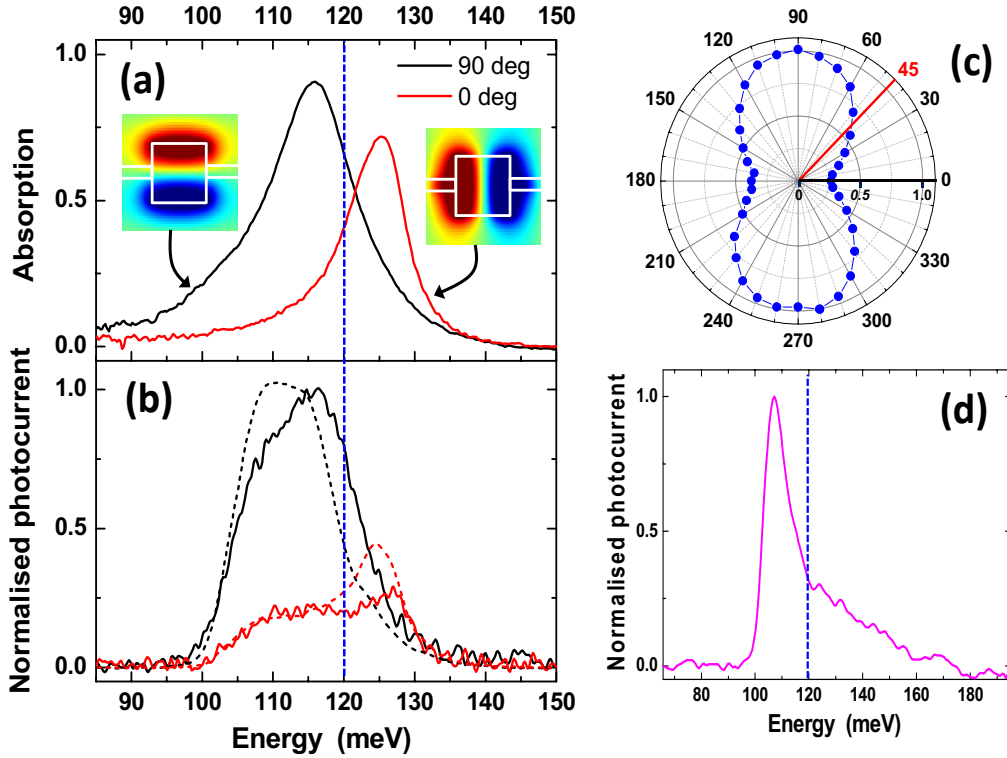 90 100 110 120 130 140 150
1.0
0.5
0.0
Absorption
(a)
90 deg
0 deg
1.0
0.5
0.0
Normalised photocurrent
(b)
90 100 110 120 130 140 150
Energy (meV)
90
120 60
45
150 30
180 0
0 0.5 1.0
210 330
240 300
270
(c)
1.0
0.5
0.0
Normalised photocurrent
(d)
80 100 120 140 160 180
Energy (meV)